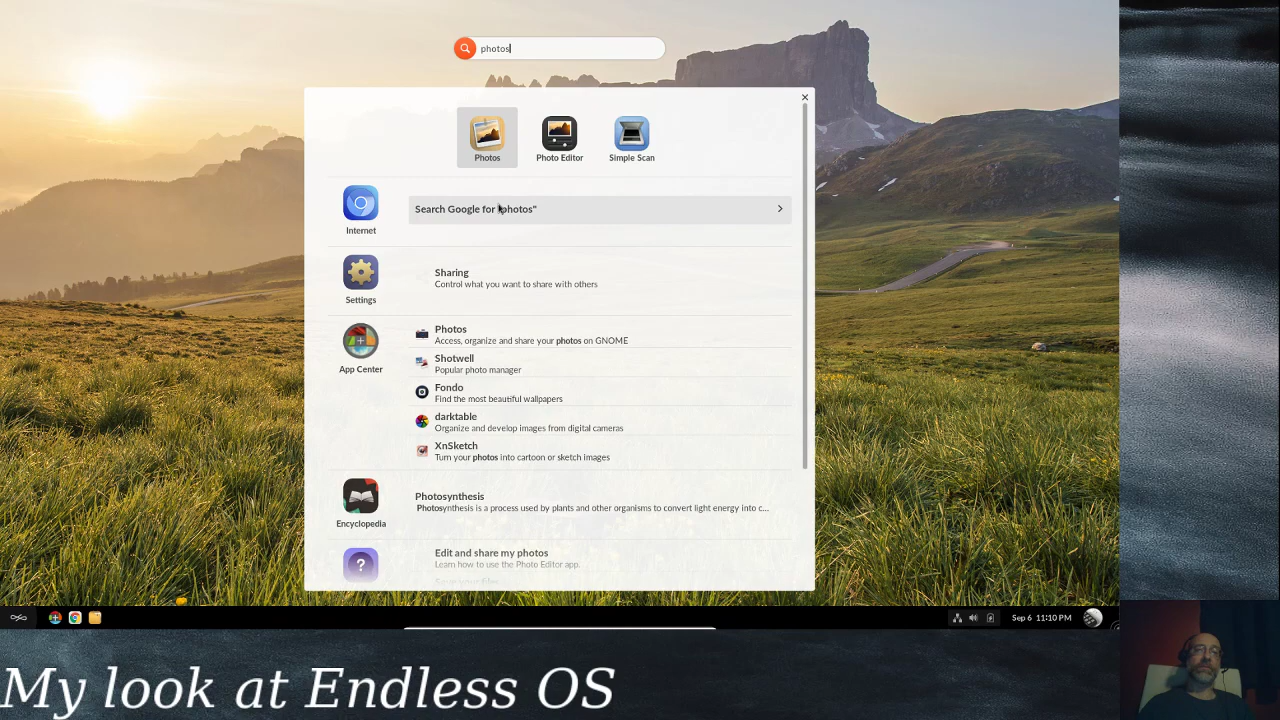 photos
Photos
Photo Editor
Simple Scan
Search Google for "photos"
Internet
Sharing
Control what you want to share with others
Settings
Photos
Access, organize and share your photos on GNOME
Shotwell
Popular photo manager
App Center
Fondo
Find the most beautiful wallpapers
darktable
Organize and develop images from digital cameras
XnSketch
Turn your photos into cartoon or sketch images
Photosynthesis
Photosynthesis is a process used by plants and other organisms to convert light energy into c...
Encyclopedia
Edit and share my photos
Learn how to use the Photo Editor app.
?
Sep 6 11:10 PM
My look at Endless OS